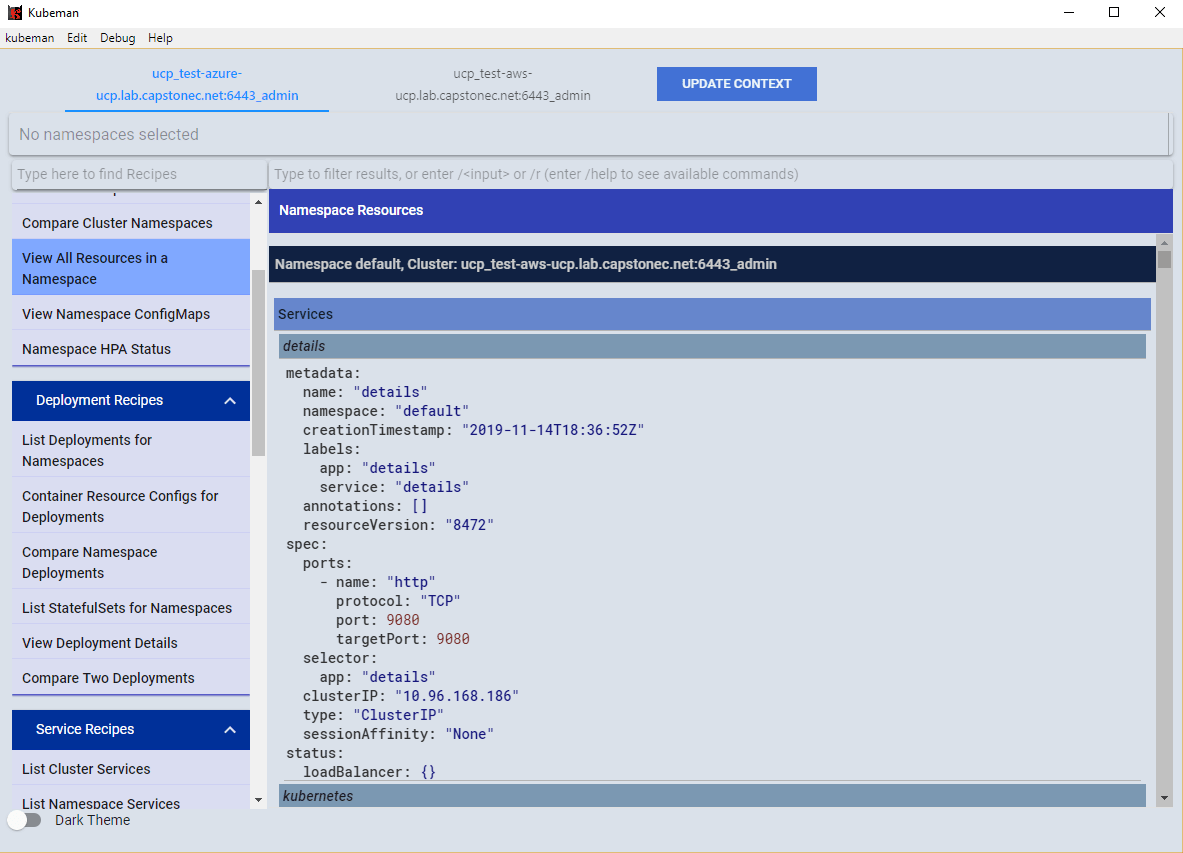 Kubeman
kubeman Edit Debug Help
ucp_test-azure-
ucp.lab.capstonec.net:6443_admin
ucp_test-aws-
ucp.lab.capstonec.net:6443_admin
UPDATE CONTEXT
No namespaces selected
Type here to find Recipes
Compare Cluster Namespaces
View All Resources in a
Namespace
View Namespace ConfigMaps
Namespace HPA Status
Deployment Recipes
List Deployments for
Namespaces
Container Resource Configs for
Deployments
Compare Namespace
Deployments
List StatefulSets for Namespaces
View Deployment Details
Compare Two Deployments
Service Recipes
List Cluster Services
List Namespace Services
Dark Theme
Type to filter results, or enter /<input> or /r (enter /help to see available commands)
Namespace Resources
Namespace default, Cluster: ucp_test-aws-ucp.lab.capstonec.net:6443_admin
Services
details
metadata:
name: "details"
namespace: "default"
creationTimestamp: "2019-11-14T18:36:52Z"
labels:
app: "details"
service: "details"
annotations: []
resourceVersion: "8472"
spec:
ports:
- name: "http"
protocol: "TCP"
port: 9080
targetPort: 9080
selector:
app: "details"
clusterIP: "10.96.168.186"
type: "ClusterIP"
sessionAffinity: "None"
status:
loadBalancer: {}
kubernetes